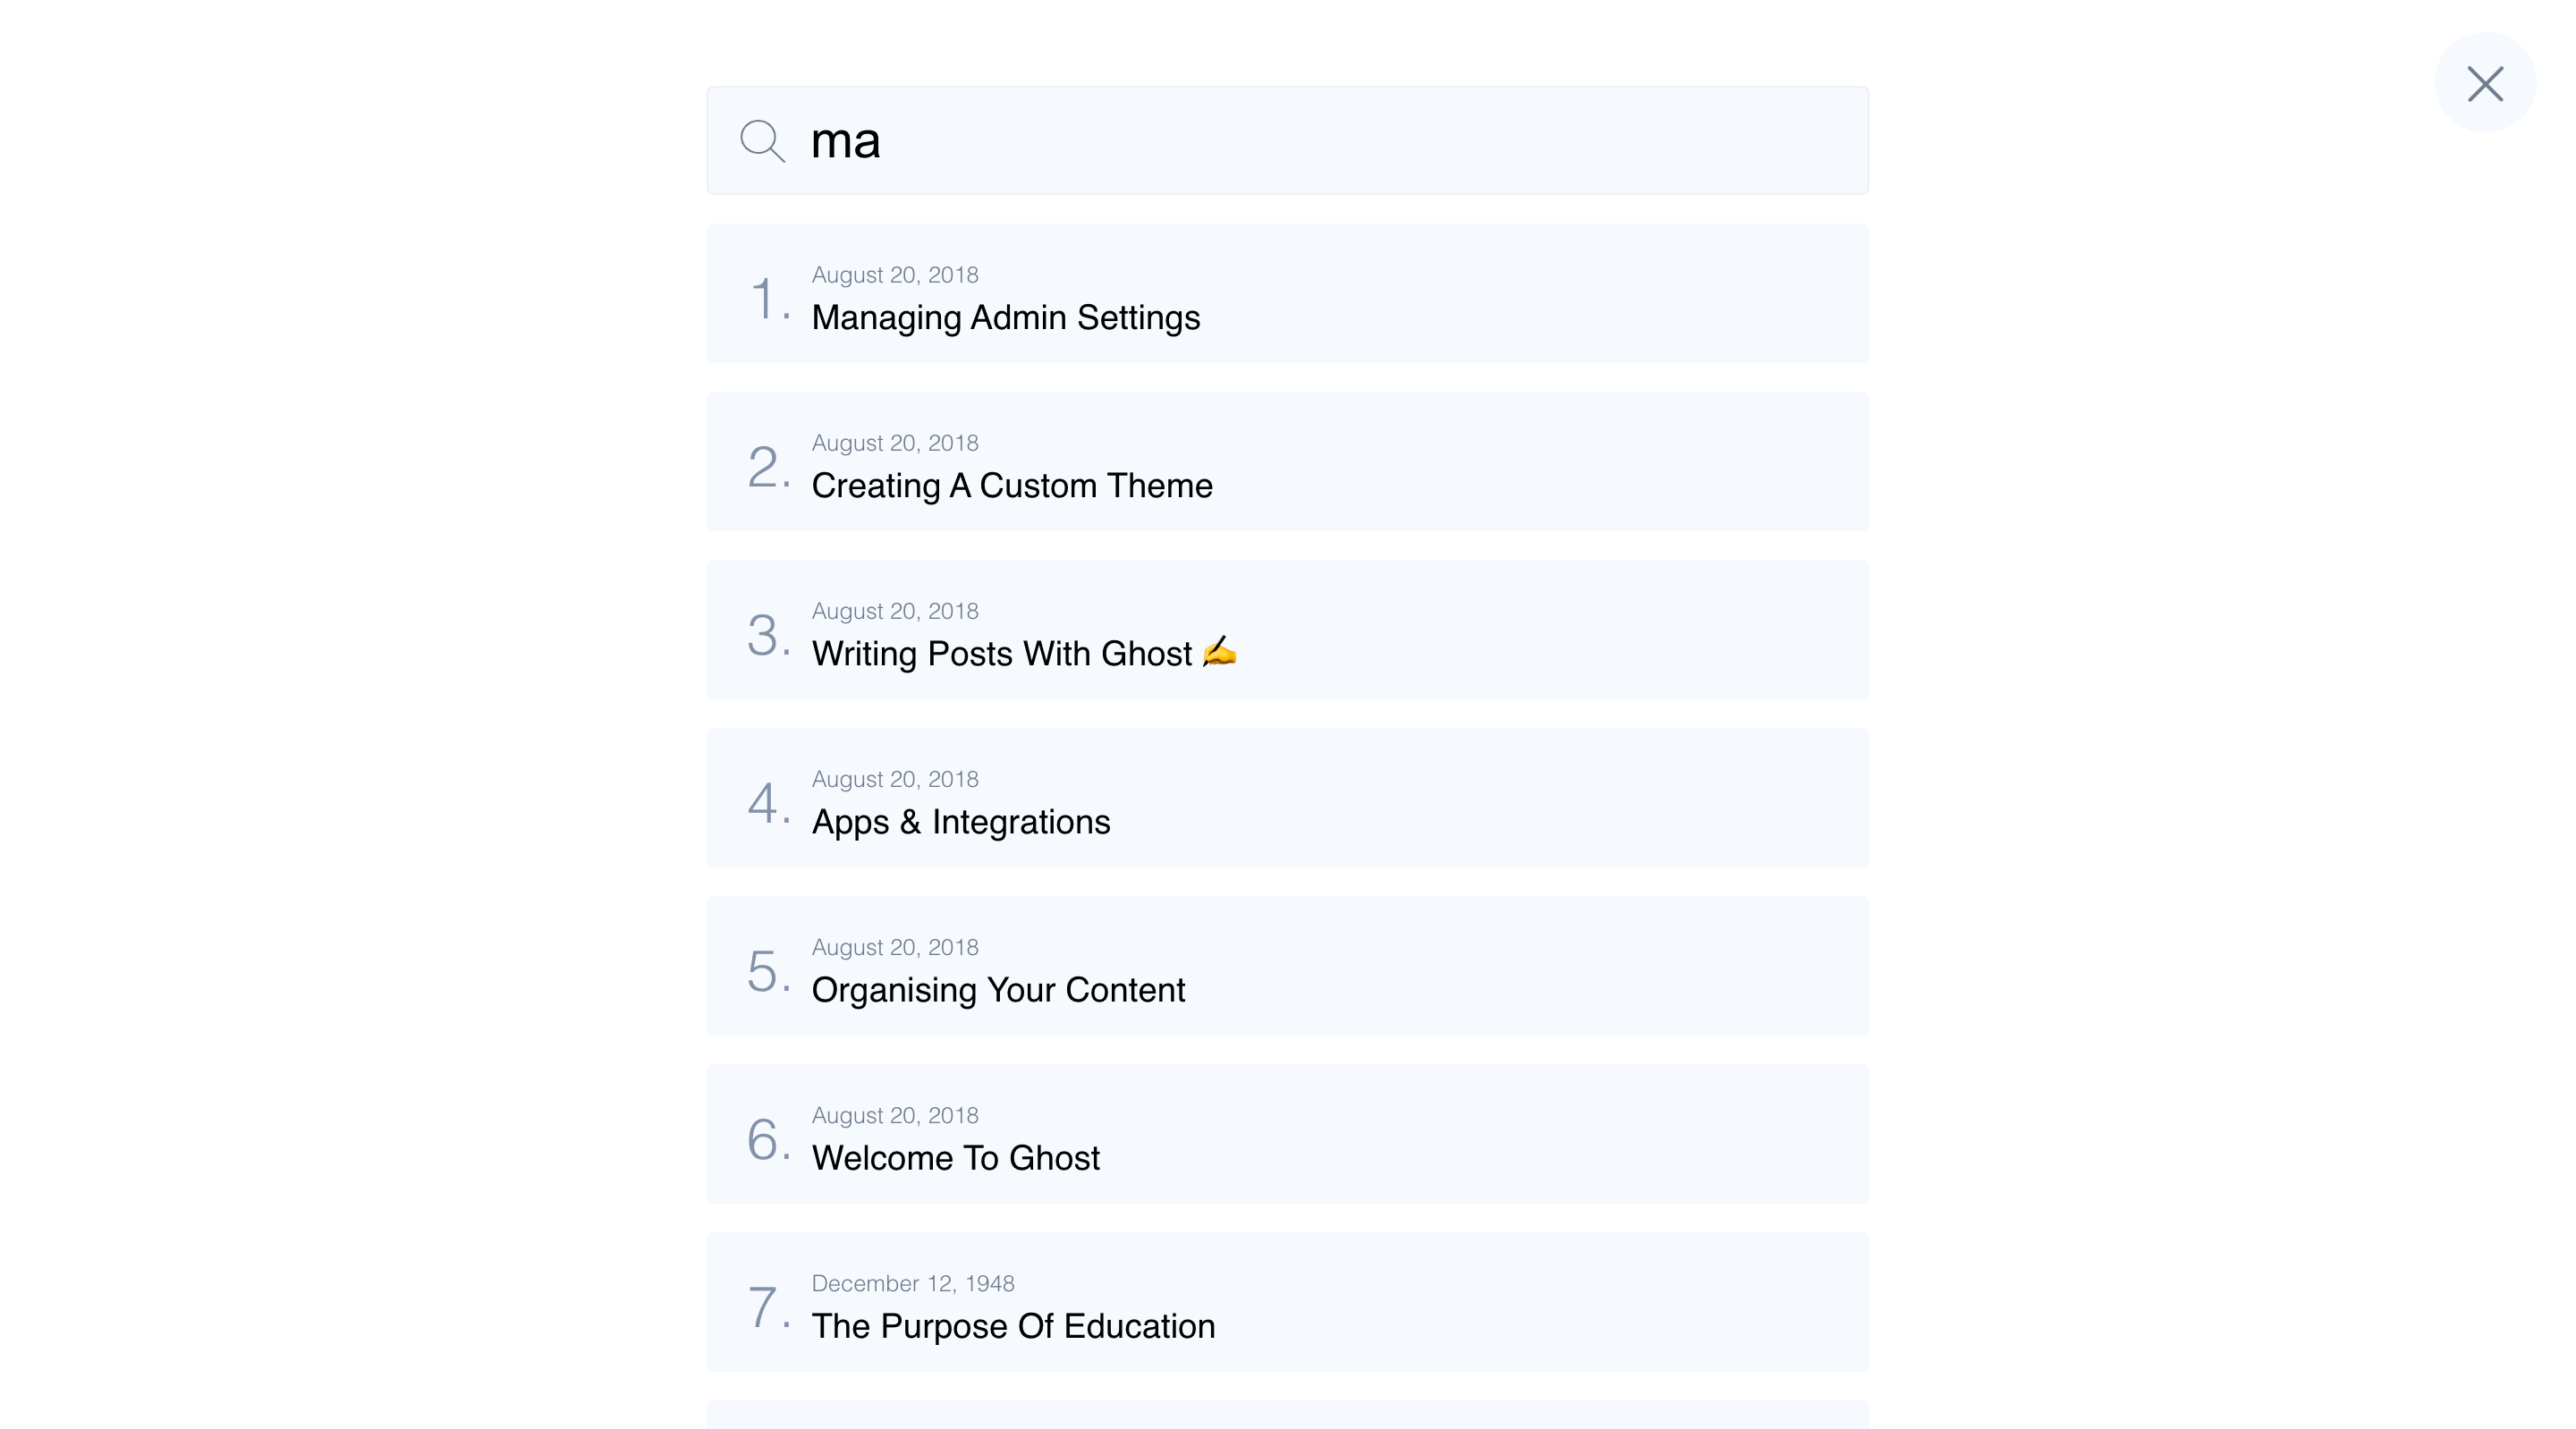 ma
1.
August 20, 2018
Managing Admin Settings
2.
August 20, 2018
Creating A Custom Theme
3.
August 20, 2018
Writing Posts With Ghost ✍️
4.
August 20, 2018
Apps & Integrations
5.
August 20, 2018
Organising Your Content
6.
August 20, 2018
Welcome To Ghost
7.
December 12, 1948
The Purpose Of Education